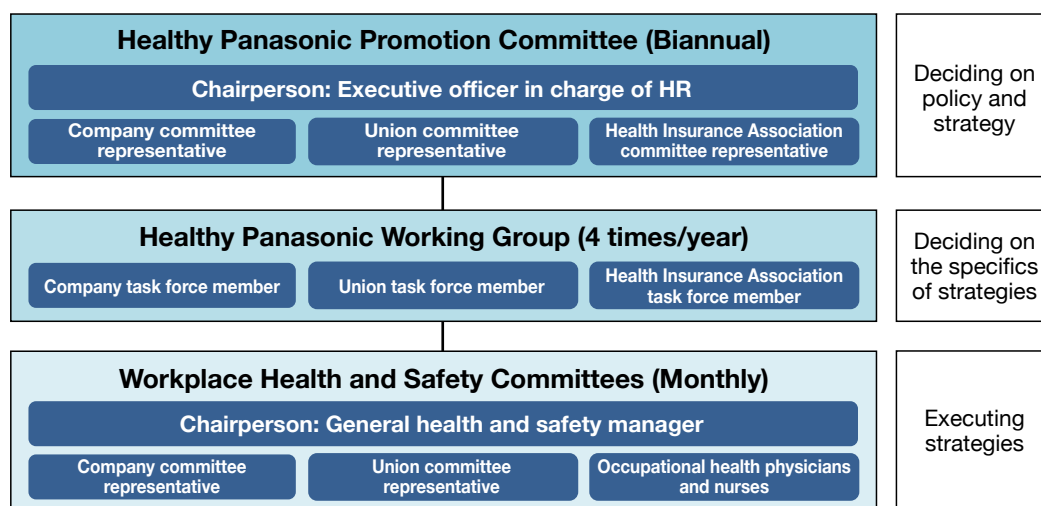 Healthy Panasonic Promotion Committee (Biannual)
Chairperson: Executive officer in charge of HR
Company committee
representative
Union committee
representative
Health Insurance Association
committee representative
Deciding on
policy and
strategy
Healthy Panasonic Working Group (4 times/year)
Company task force member
Union task force member
Health Insurance Association
task force member
Deciding on
the specifics
of strategies
Workplace Health and Safety Committees (Monthly)
Chairperson: General health and safety manager
Company committee
representative
Union committee
representative
Occupational health physicians
and nurses
Executing
strategies